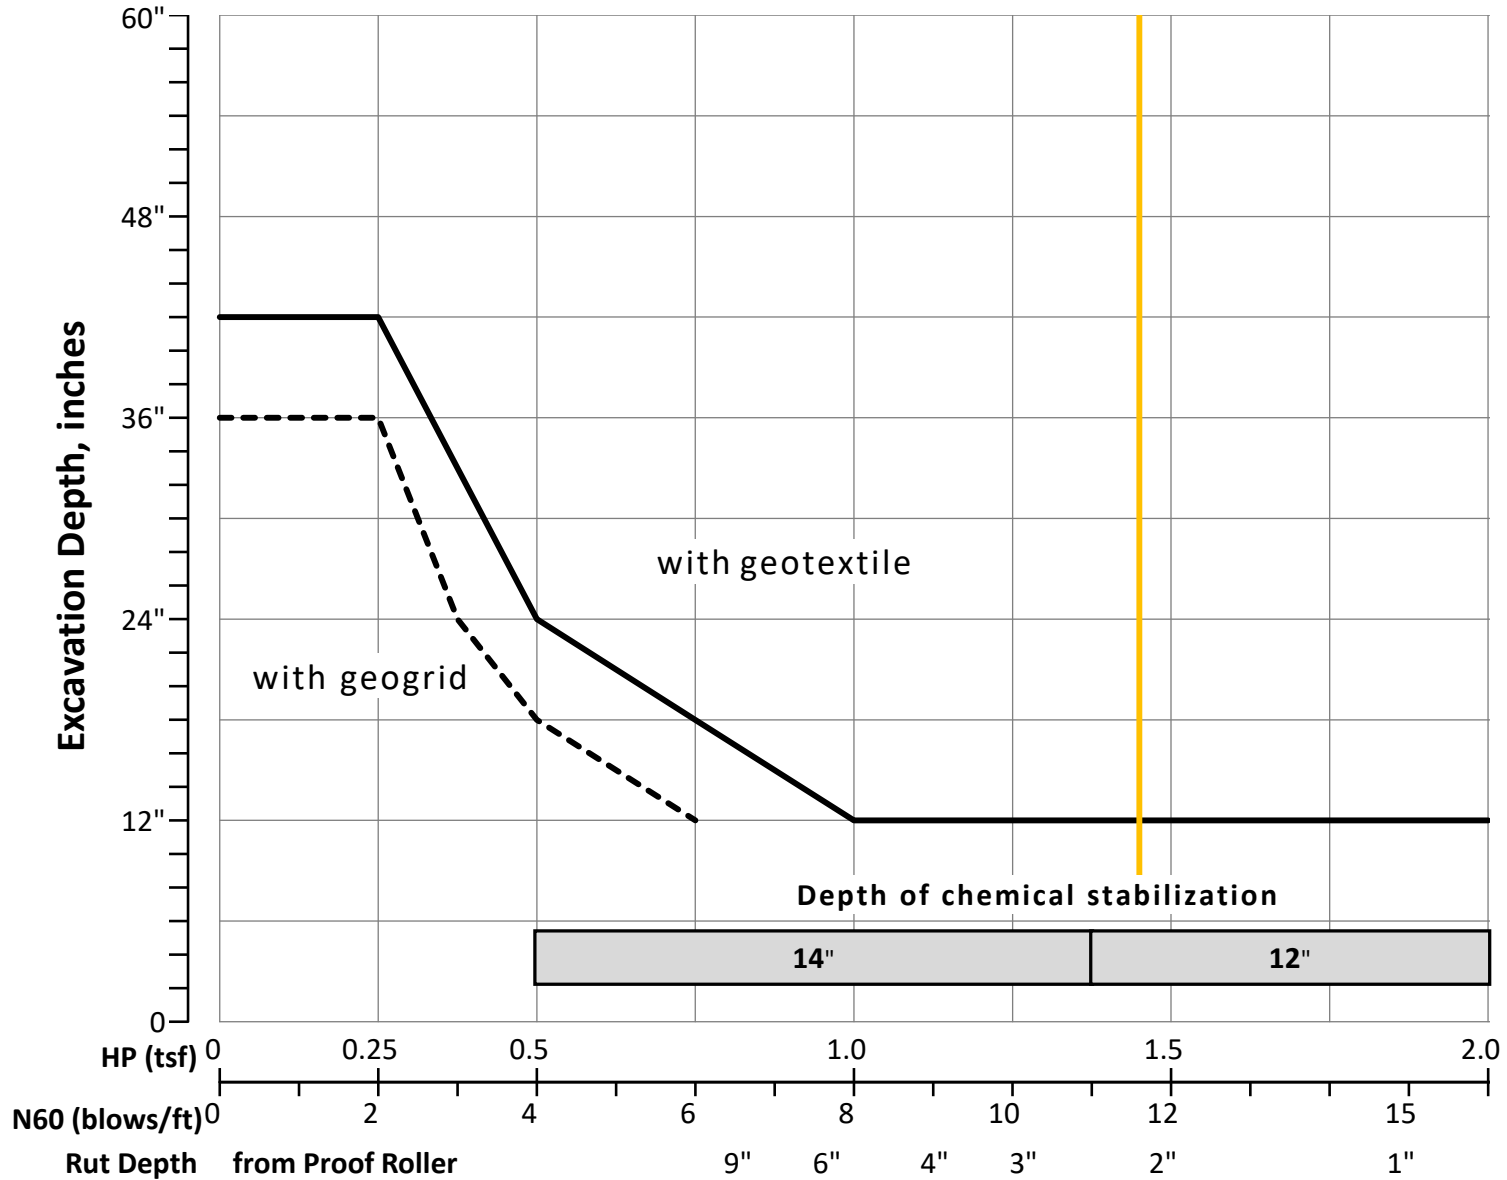 60"
48"
36"
24"
12"
0
Excavation Depth, inches
with geotextile
with geogrid
Depth of chemical stabilization
14" 12"
HP (tsf) 0 0.25 0.5 1.0 1.5 2.0
N60 (blows/ft) 0 2 4 6 8 10 12 15
Rut Depth from Proof Roller 9" 6" 4" 3" 2" 1"